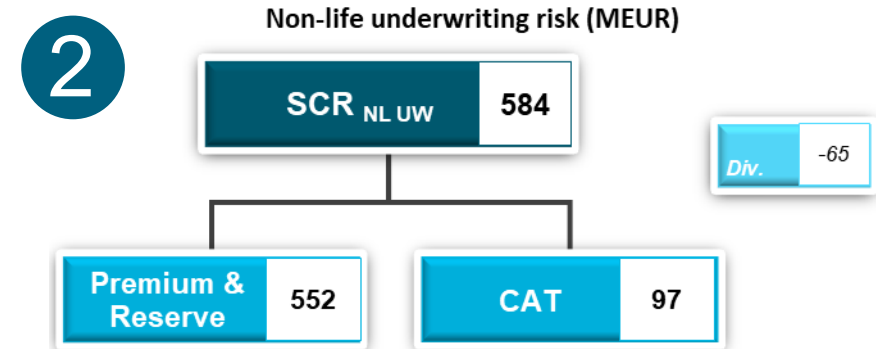 Non-life underwriting risk (MEUR)
2
SCR NL UW 584
Div. -65
Premium & Reserve 552
CAT 97